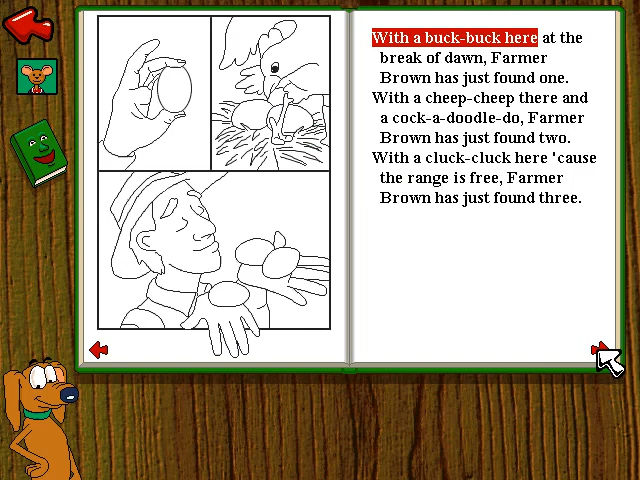 With a buck-buck here at the
break of dawn, Farmer
Brown has just found one.
With a cheep-cheep there and
a cock-a-doodle-do, Farmer
Brown has just found two.
With a cluck-cluck here 'cause
the range is free, Farmer
Brown has just found three.